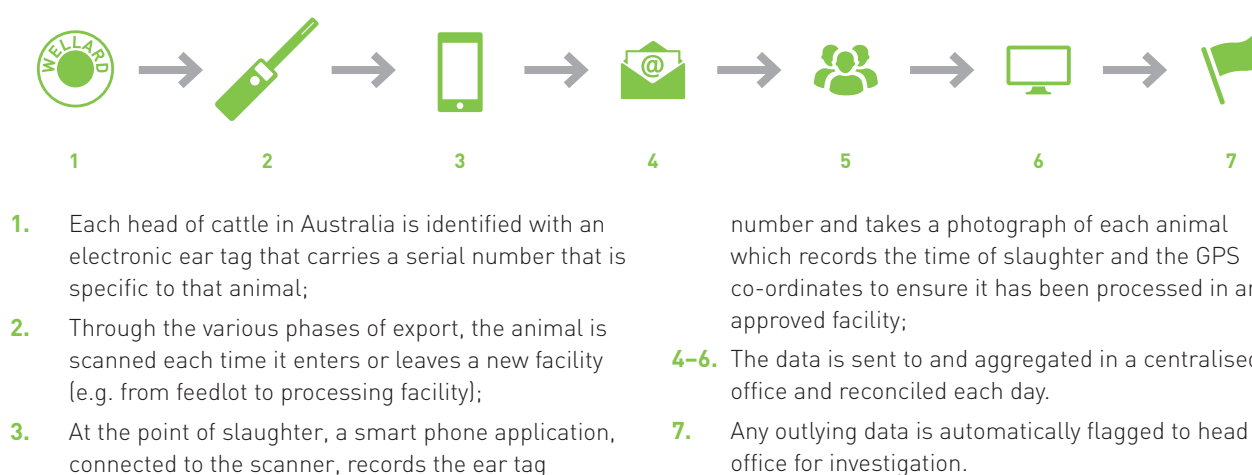 WELLARD
@
1 2 3 4 5 6 7
1. Each head of cattle in Australia is identified with an
electronic ear tag that carries a serial number that is
specific to that animal;
2. Through the various phases of export, the animal is
scanned each time it enters or leaves a new facility
(e.g. from feedlot to processing facility);
3. At the point of slaughter, a smart phone application,
connected to the scanner, records the ear tag
number and takes a photograph of each animal
which records the time of slaughter and the GPS
co-ordinates to ensure it has been processed in an
approved facility;
4–6. The data is sent to and aggregated in a centralised
office and reconciled each day.
7. Any outlying data is automatically flagged to head
office for investigation.